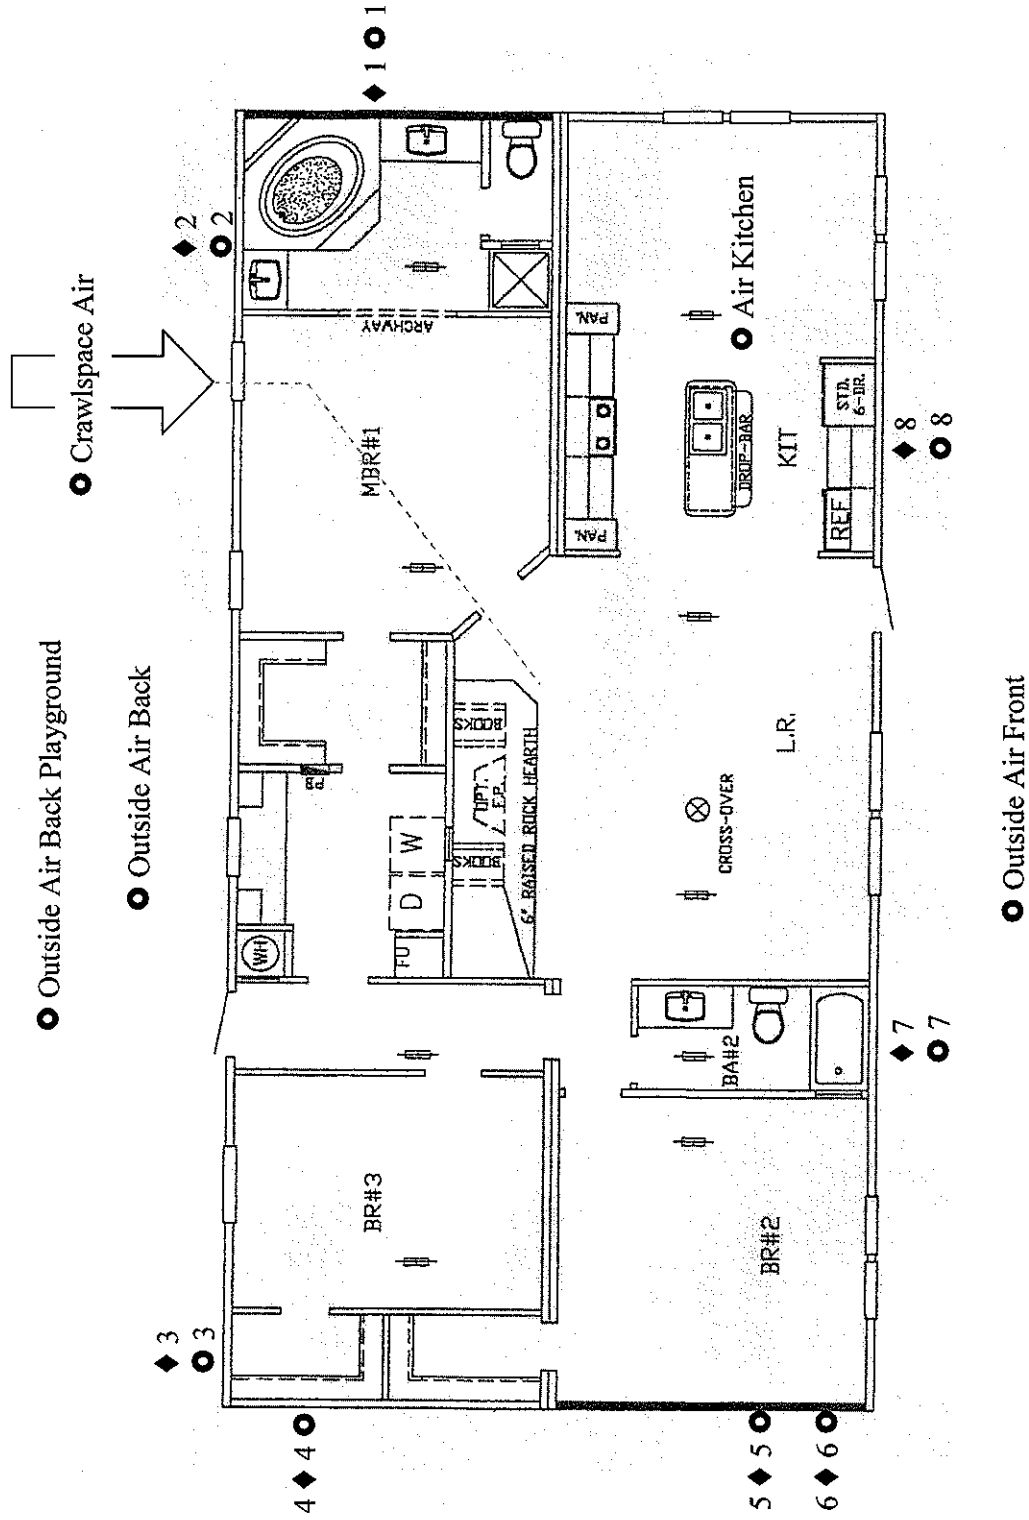 Outside Air Back Playground
Outside Air Back
Crawlspace Air
3
3
2
2
4 4
1 1
WH
BR#3
MBR#1
ARCHWAY
FU
D
W
BOOKS
OPT.
F.P.
BOOKS
6" RAISED ROCK HEARTH
PAN.
PAN.
BR#2
BA#2
CROSS-OVER
L.R.
DROP-BAR
KIT
Air Kitchen
REF.
STD.
6-DR.
5 5
6 6
7
7
8
8
Outside Air Front